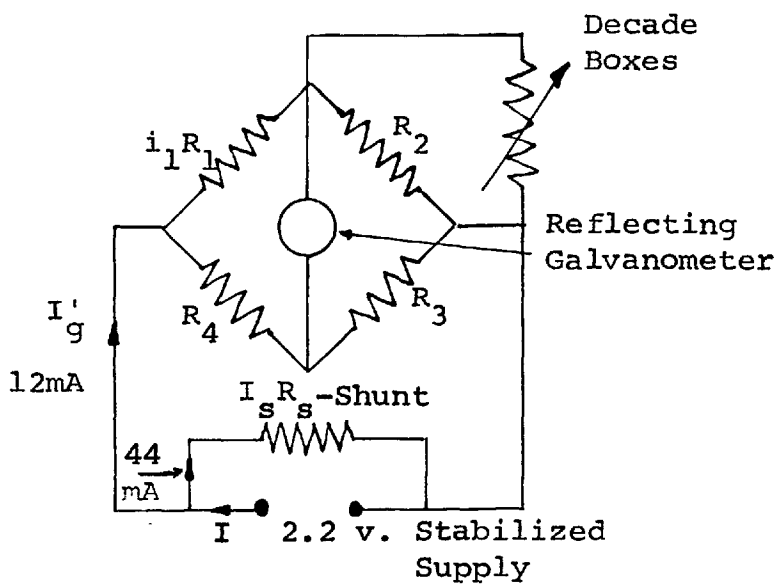 Decade
Boxes
i₁R₁
R₂
Reflecting
Galvanometer
I'g
12mA
R₄
R₃
IₛRₛ-Shunt
44
mA
I 2.2 v. Stabilized
Supply